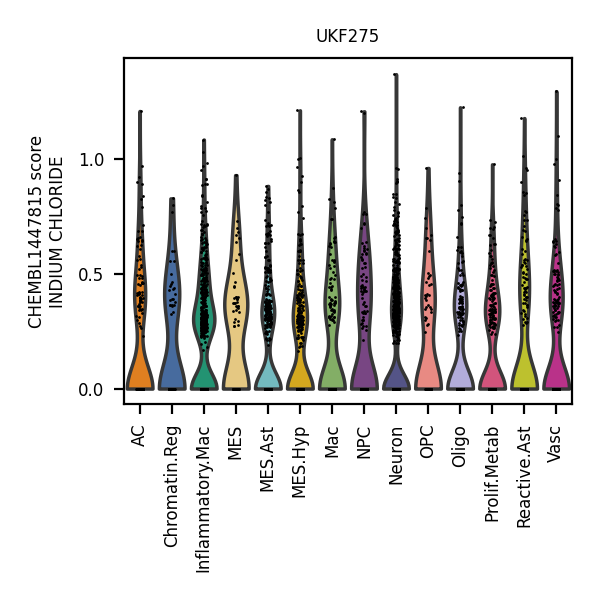 UKF275
CHEMBL1447815 score
INDIUM CHLORIDE
1.0
0.5
0.0
AC
Chromatin.Reg
Inflammatory.Mac
MES
MES.Ast
MES.Hyp
Mac
NPC
Neuron
OPC
Oligo
Prolif.Metab
Reactive.Ast
Vasc